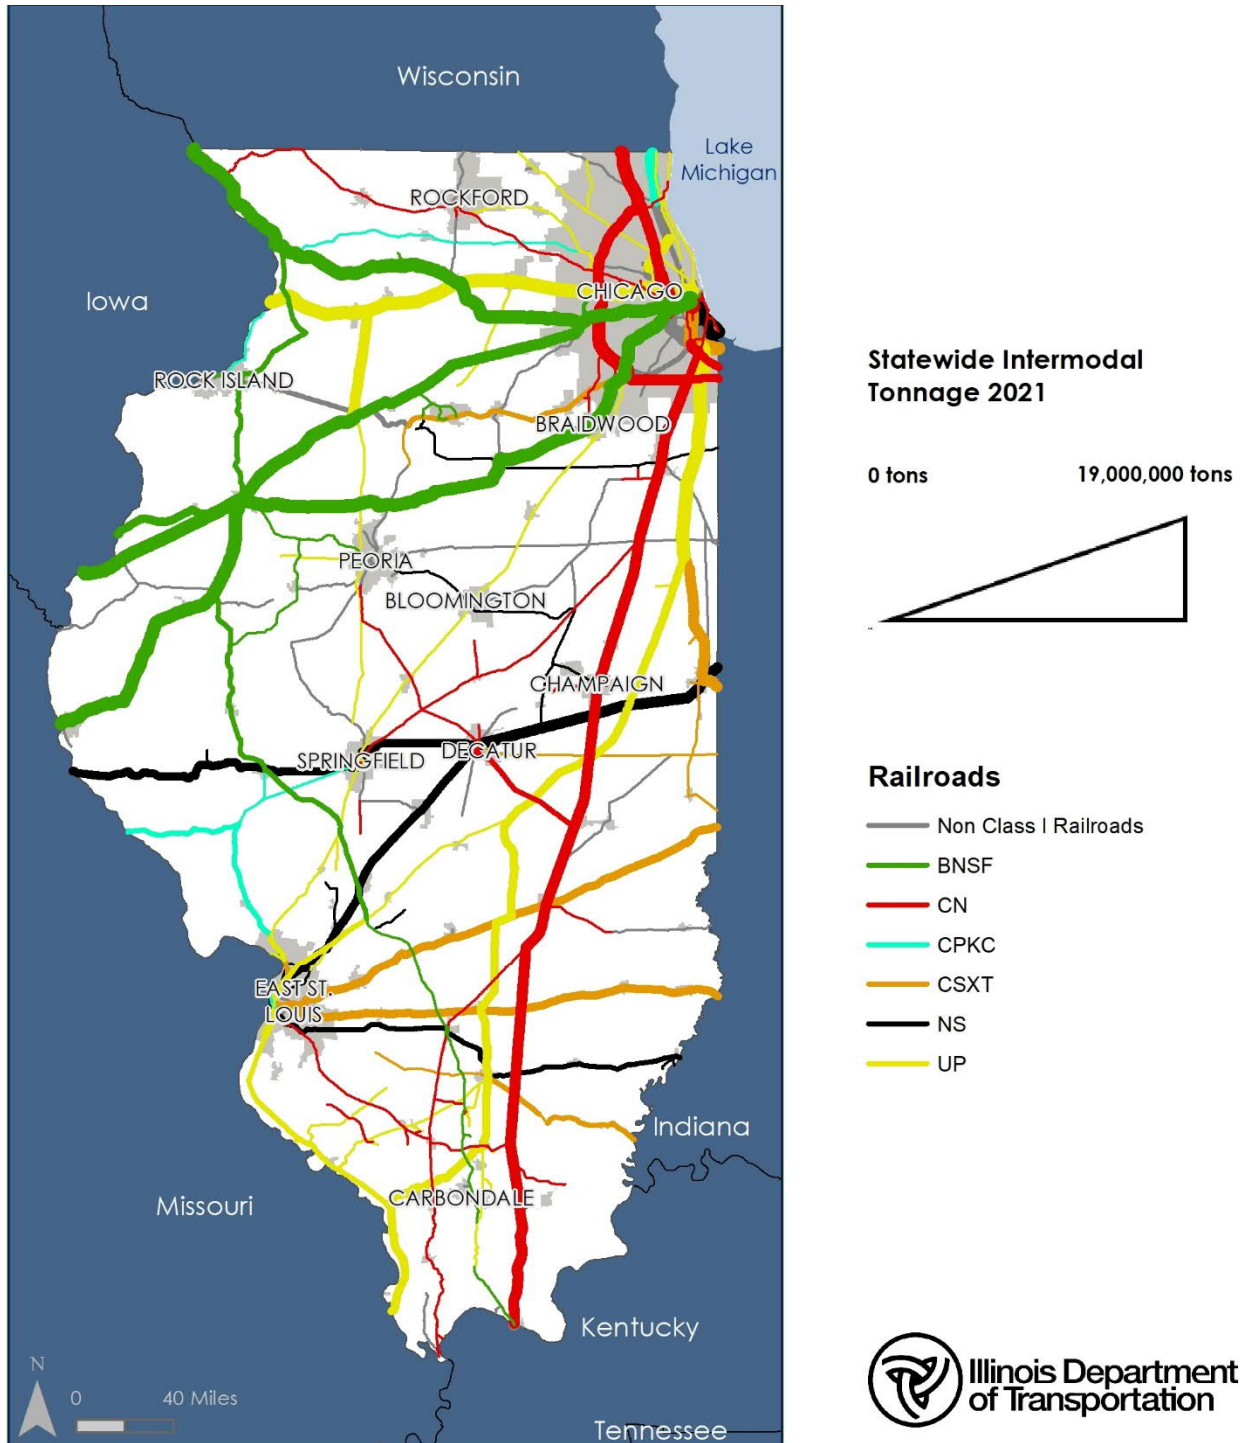 Wisconsin
Lake
Michigan
ROCKFORD
Iowa
CHICAGO
ROCK ISLAND
BRAIDWOOD
PEORIA
BLOOMINGTON
CHAMPAIGN
SPRINGFIELD
DECATUR
EAST ST.
LOUIS
Indiana
CARBONDALE
Missouri
Kentucky
Tennessee
N
0 40 Miles
Statewide Intermodal
Tonnage 2021
0 tons 19,000,000 tons
Railroads
Non Class I Railroads
BNSF
CN
CPKC
CSXT
NS
UP
Illinois Department
of Transportation